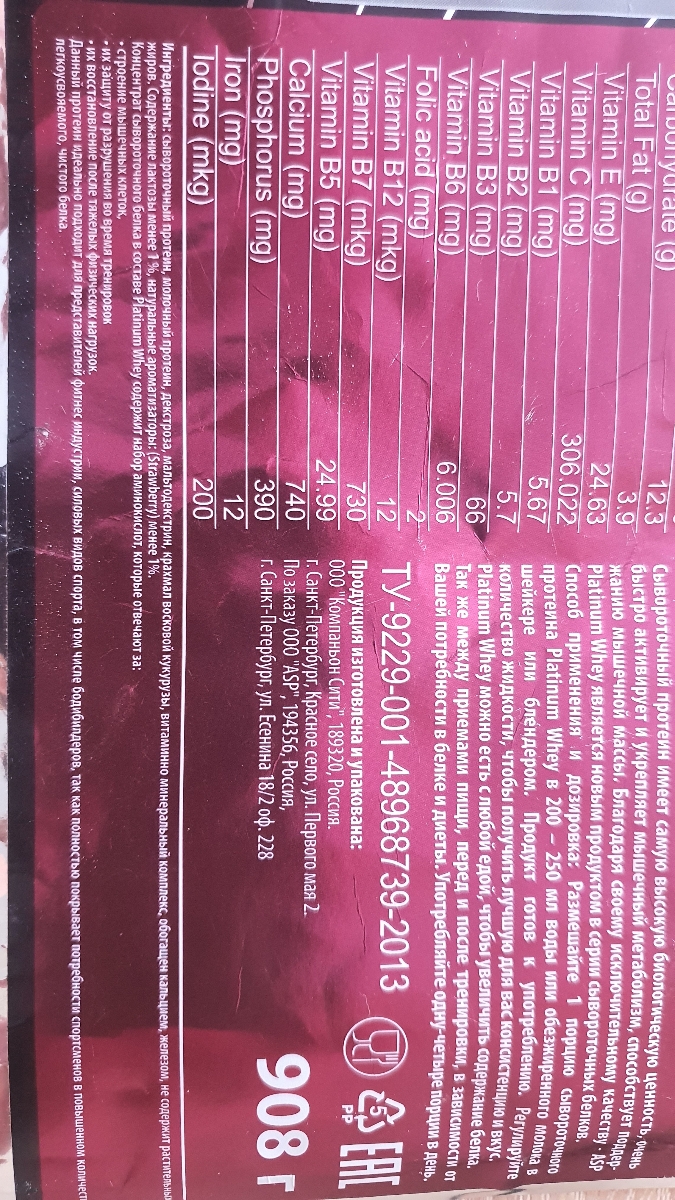 Total Fat (g) 3.9
Vitamin E (mg) 24.63
Vitamin C (mg) 306.022
Vitamin B1 (mg) 5.67
Vitamin B2 (mg) 5.7
Vitamin B3 (mg) 66
Vitamin B6 (mg) 6.006
Folic acid (mg) 2
Vitamin B12 (mkg) 12
Vitamin B7 (mkg) 730
Vitamin B5 (mg) 24.99
Calcium (mg) 740
Phosphorus (mg) 390
Iron (mg) 12
Iodine (mkg) 200
12.3
Сывороточный протеин имеет самую высокую биологическую ценность, очень
быстро активирует и укрепляет мышечный метаболизм, способствует поддер-
жанию мышечной массы. Благодаря своему исключительному качеству - ASP
Platinum Whey является новым продуктом в серии сывороточных белков.
Способ применения и дозировка: Размешайте 1 порцию сывороточного
протеина Platinum Whey в 200 – 250 мл воды или обезжиренного молока в
шейкере или блендером. Продукт готов к употреблению. Регулируйте
количество жидкости, чтобы получить лучшую для вас консистенцию и вкус.
Platinum Whey можно есть с любой едой, чтобы увеличить содержание белка.
Так же между приемами пищи, перед и после тренировки, в зависимости от
Вашей потребности в белке и диеты. Употребляйте одну-четыре порции в день.
ТУ-9229-001-48968739-2013
Продукция изготовлена и упакована:
ООО "Компаньон Сити", 189320, Россия.
г. Санкт-Петербург, Красное село, ул. Первого мая 2.
По заказу ООО "ASP", 194356, Россия,
г. Санкт-Петербург, ул. Есенина 18/2 оф. 228
5
PP
EAC
908 г
Ингредиенты: сывороточный протеин, молочный протеин, декстроза, мальтодекстрин, крахмал восковой кукурузы, витаминно минеральный комплекс, обогащен кальцием, железом, не содержит
жиров. Содержание лактозы менее 1 %, натуральные ароматизаторы: (Strawberry) менее 1%.
Концентрат сывороточного белка в составе Platinum Whey содержит набор аминокислот, которые отвечают за:
• строение мышечных клеток,
• их защиту от разрушения во время тренировок
• их восстановление после тяжелых физических нагрузок.
Данный протеин идеально подходит для представителей фитнес индустрии, силовых видов спорта, в том числе бодибилдеров, так как полностью покрывает потребности спортсменов в повышенном
легкоусвояемого, чистого белка.